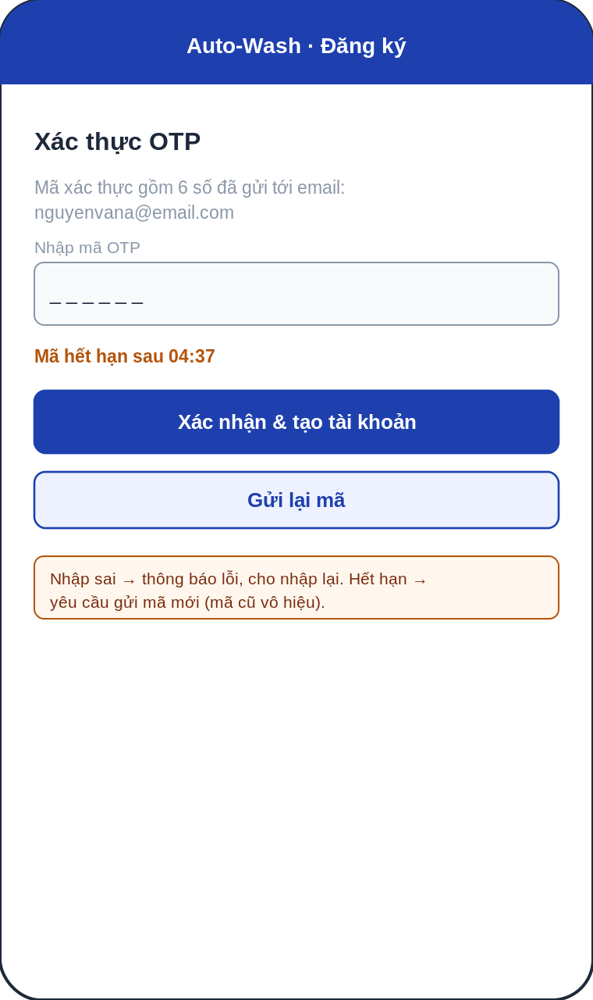 Auto-Wash · Đăng ký
Xác thực OTP
Mã xác thực gồm 6 số đã gửi tới email:
nguyenvana@email.com
Nhập mã OTP
_ _ _ _ _ _
Mã hết hạn sau 04:37
Xác nhận & tạo tài khoản
Gửi lại mã
Nhập sai → thông báo lỗi, cho nhập lại. Hết hạn →
yêu cầu gửi mã mới (mã cũ vô hiệu).